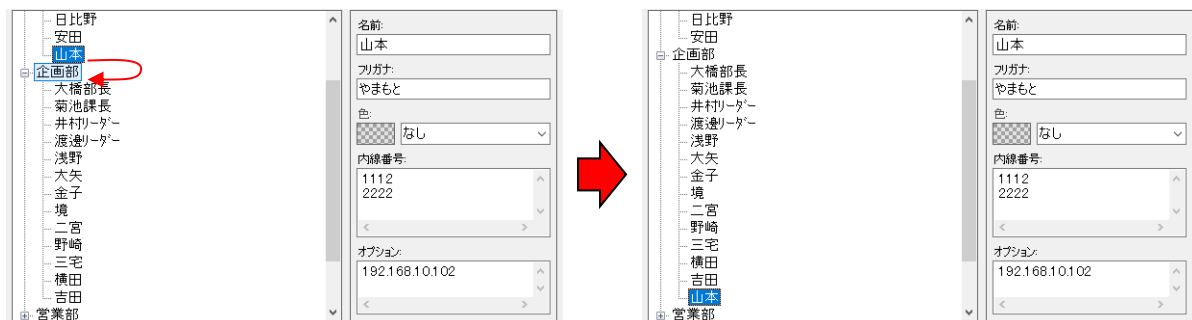 日比野
安田
山本
企画部
大橋部長
菊池課長
井村リーダー
渡邊リーダー
浅野
大矢
金子
境
二宮
野崎
三宅
横田
吉田
営業部
名前:
山本
フリガナ:
やまもと
色:
なし
内線番号:
1112
2222
オプション:
192.168.10.102
日比野
安田
企画部
大橋部長
菊池課長
井村リーダー
渡邊リーダー
浅野
大矢
金子
境
二宮
野崎
三宅
横田
吉田
山本
営業部
名前:
山本
フリガナ:
やまもと
色:
なし
内線番号:
1112
2222
オプション:
192.168.10.102